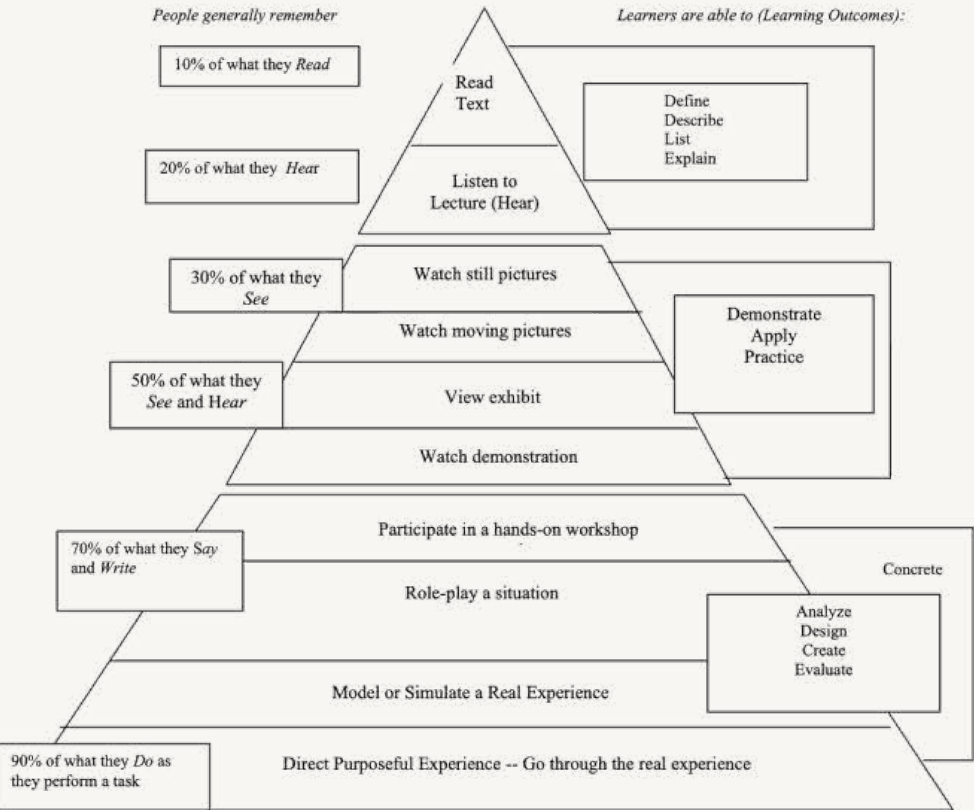 People generally remember
Learners are able to (Learning Outcomes):
10% of what they Read
Read
Text
Define
Describe
List
Explain
20% of what they Hear
Listen to
Lecture (Hear)
30% of what they
See
Watch still pictures
Watch moving pictures
Demonstrate
Apply
Practice
50% of what they
See and Hear
View exhibit
Watch demonstration
Participate in a hands-on workshop
70% of what they Say
and Write
Role-play a situation
Concrete
Analyze
Design
Create
Evaluate
Model or Simulate a Real Experience
90% of what they Do as
they perform a task
Direct Purposeful Experience -- Go through the real experience